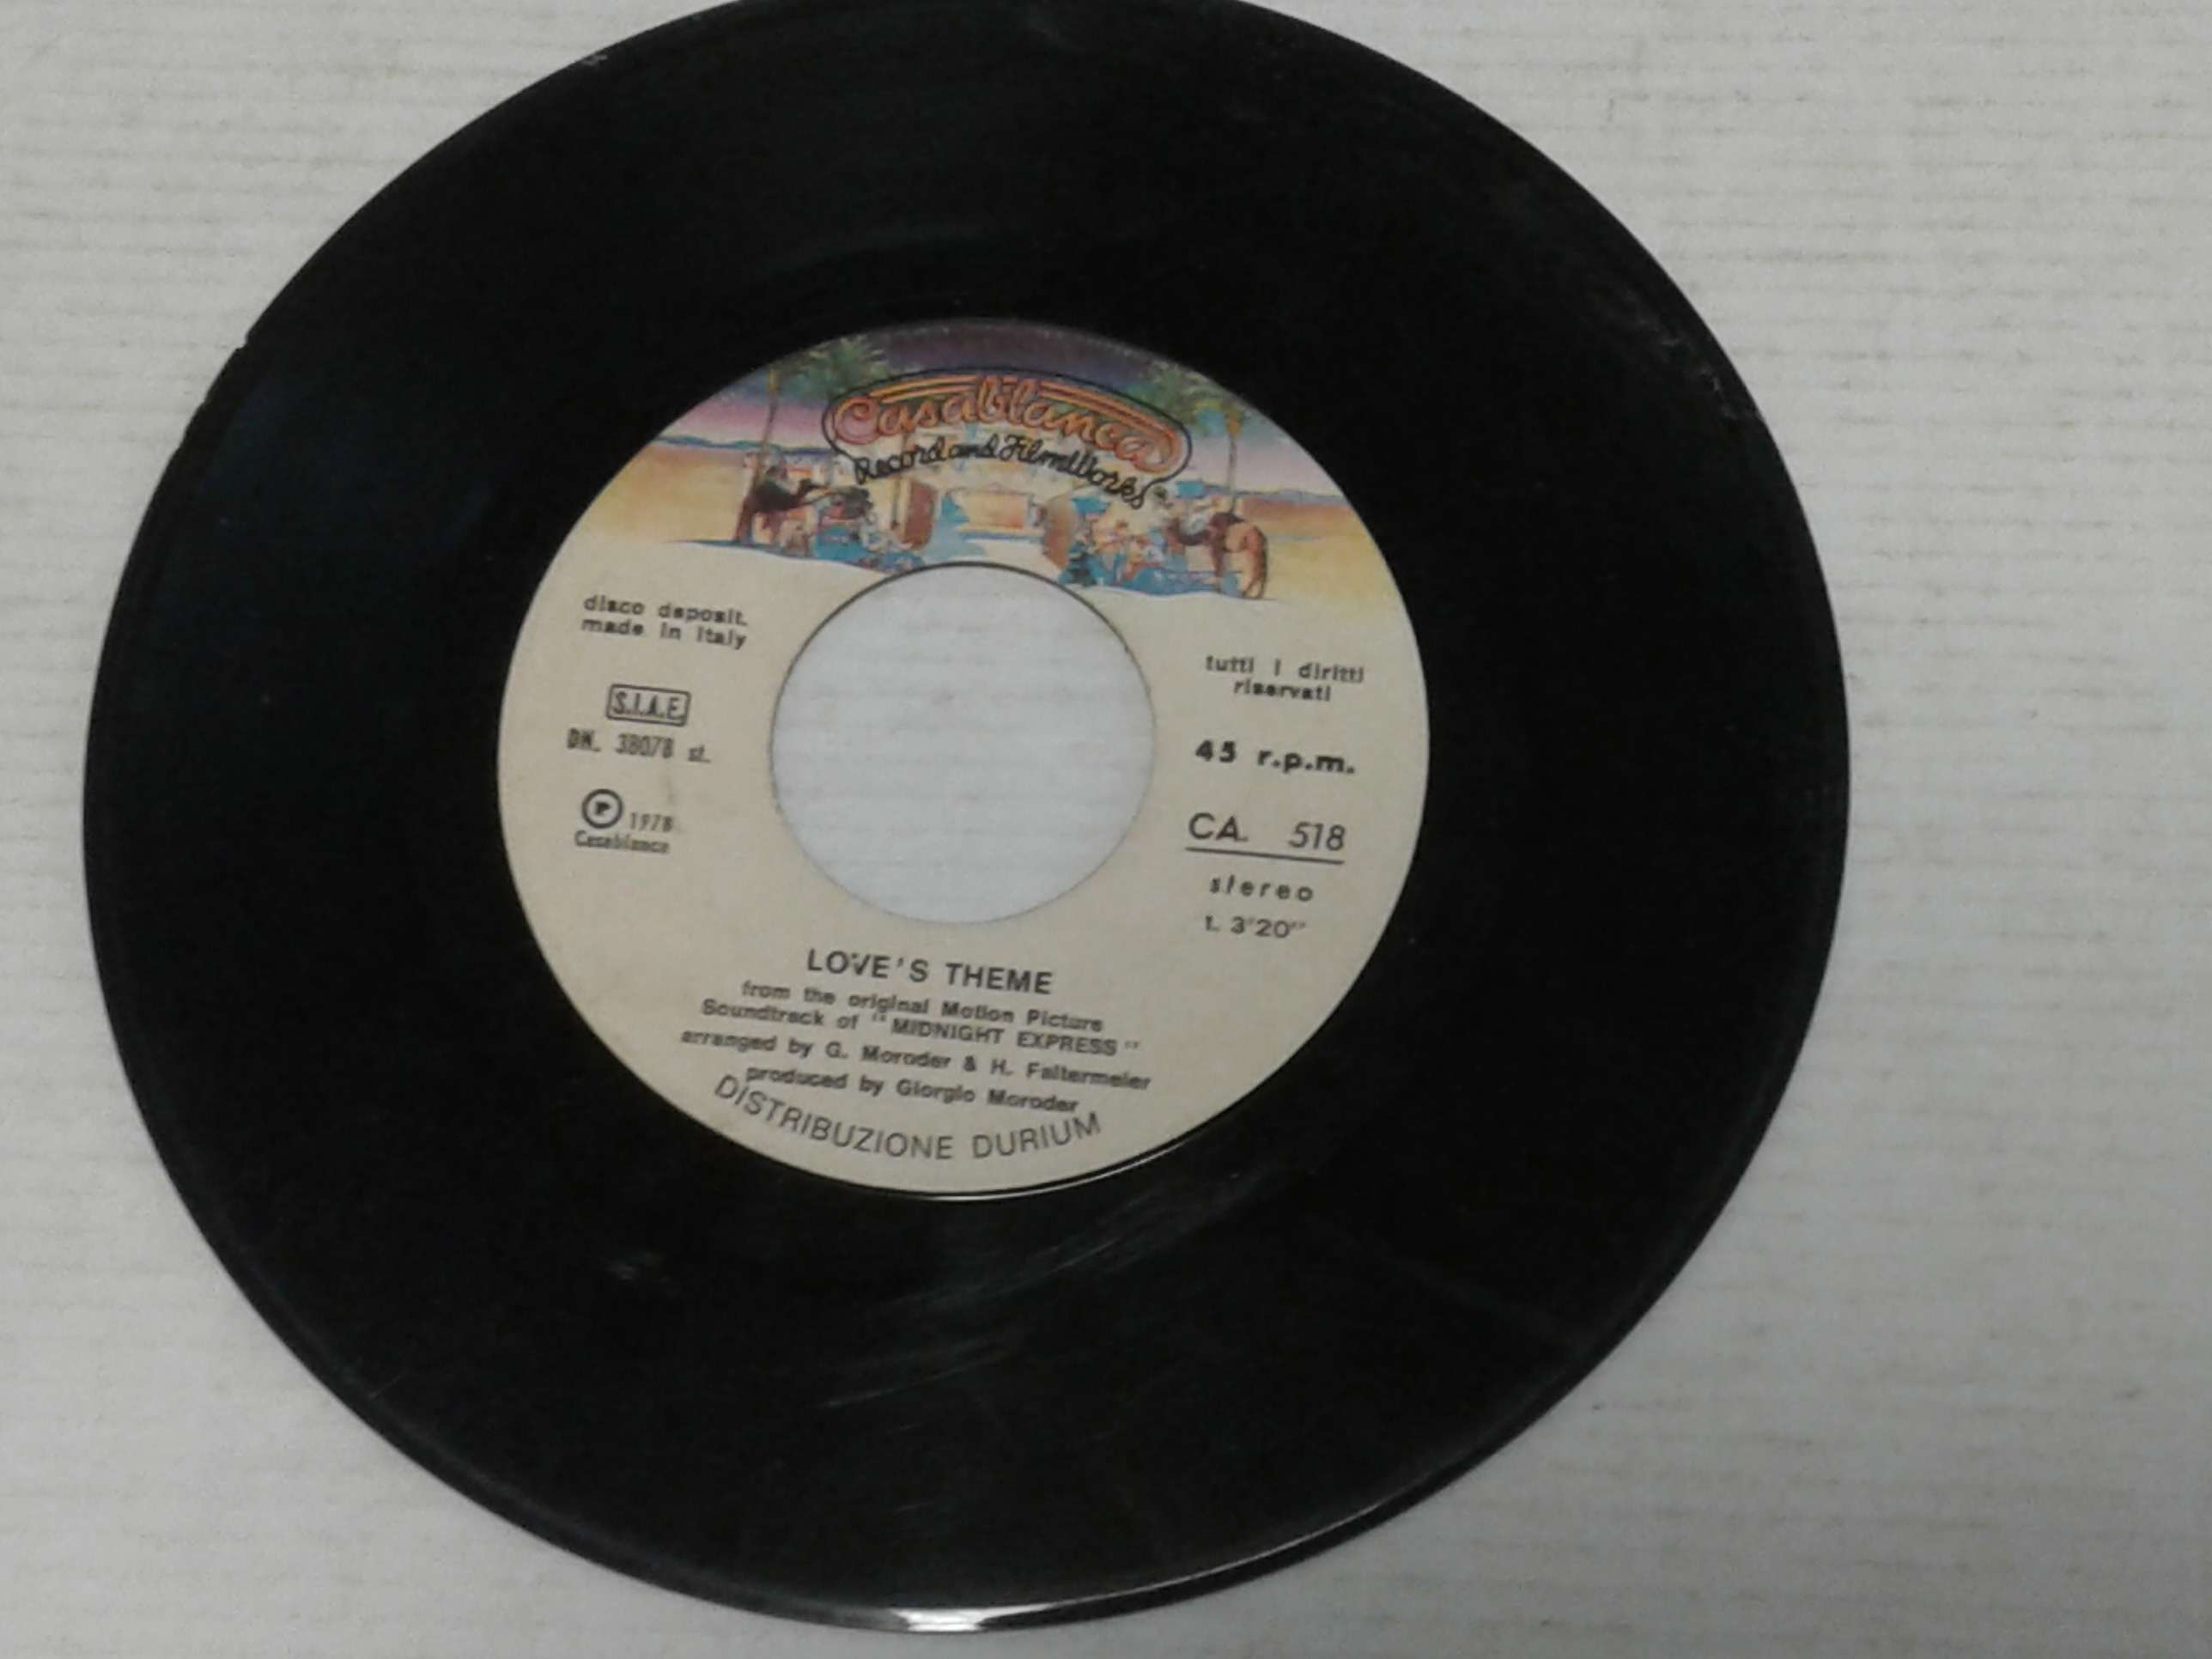 Casablanca
Record and FilmWorks
disco deposit.
made in Italy
S.I.A.E.
DN. 38078 st.
℗ 1978
Casablanca
tutti i diritti
riservati
45 r.p.m.
CA. 518
stereo
1. 3'20''
LOVE'S THEME
from the original Motion Picture
Soundtrack of "MIDNIGHT EXPRESS"
arranged by G. Moroder & H. Faltermeier
produced by Giorgio Moroder
DISTRIBUZIONE DURIUM